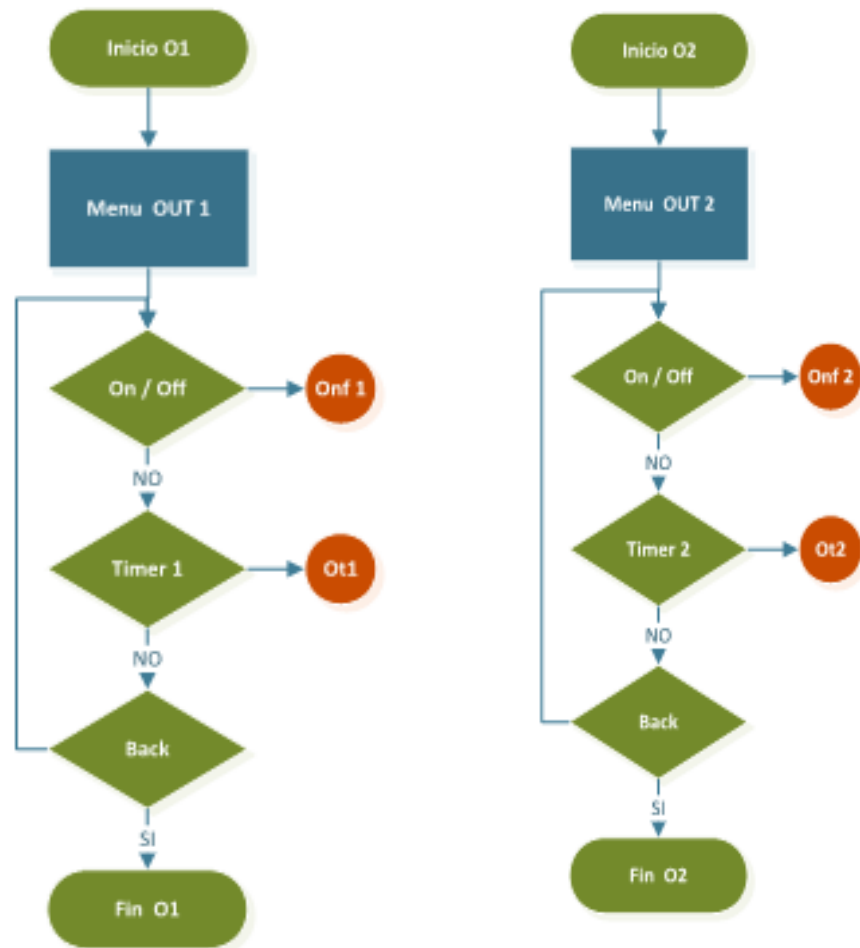 Inicio O1
Menu OUT 1
On / Off
Onf 1
NO
Timer 1
Ot1
NO
Back
SI
Fin O1
Inicio O2
Menu OUT 2
On / Off
Onf 2
NO
Timer 2
Ot2
NO
Back
SI
Fin O2